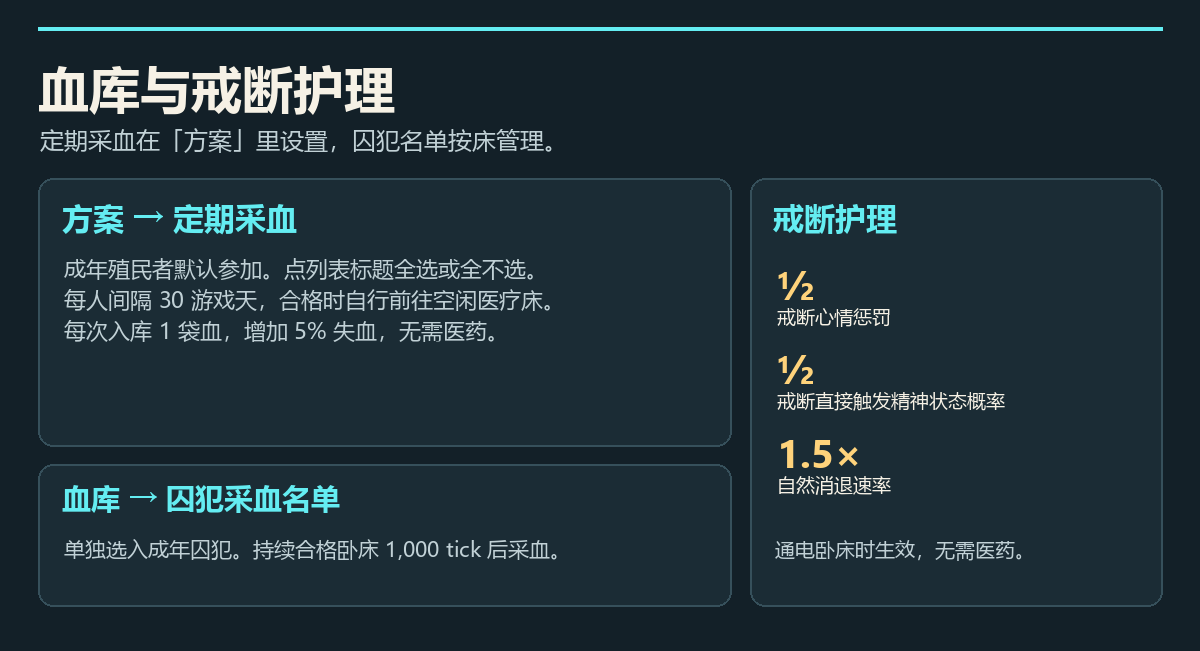 血库与戒断护理
定期采血在「方案」里设置，囚犯名单按床管理。
方案 → 定期采血
成年殖民者默认参加。点列表标题全选或全不选。
每人间隔 30 游戏天，合格时自行前往空闲医疗床。
每次入库 1 袋血，增加 5% 失血，无需医药。
血库 → 囚犯采血名单
单独选入成年囚犯。持续合格卧床 1,000 tick 后采血。
戒断护理
½
戒断心情惩罚
½
戒断直接触发精神状态概率
1.5×
自然消退速率
通电卧床时生效，无需医药。